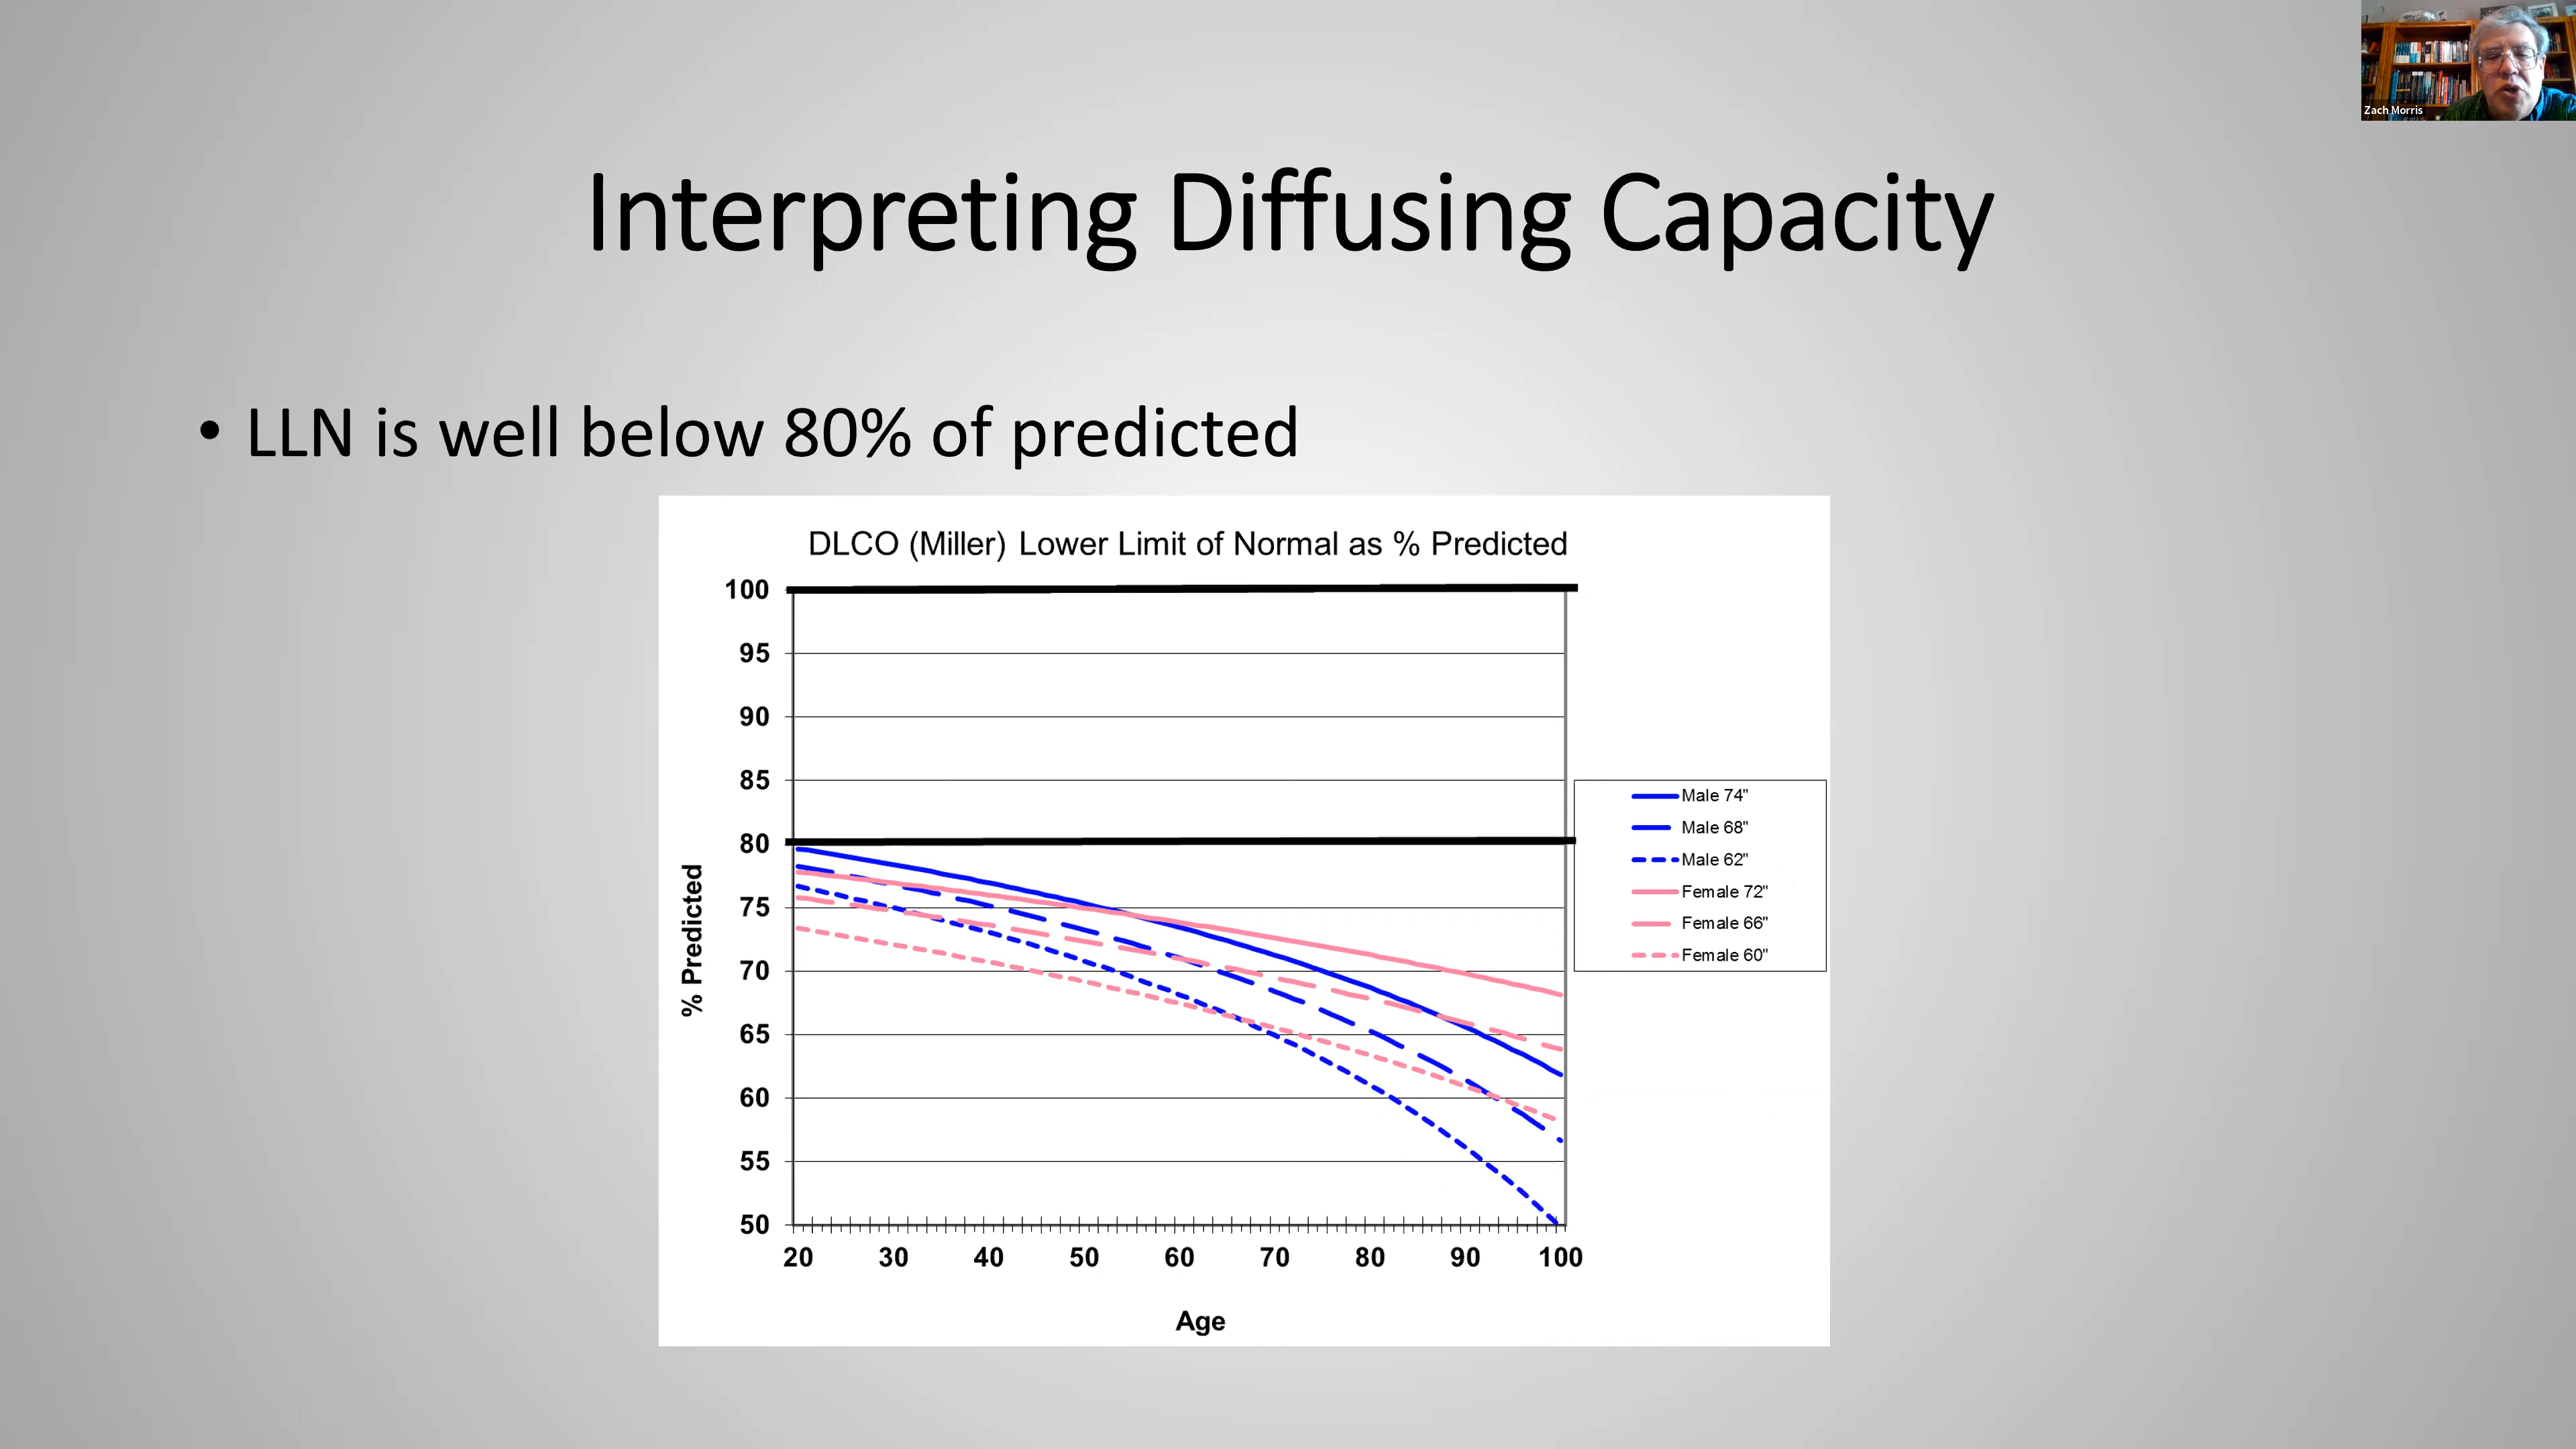 Zach Morris
Interpreting Diffusing Capacity
• LLN is well below 80% of predicted
DLCO (Miller) Lower Limit of Normal as % Predicted
100
95
90
85
80
75
70
65
60
55
50
% Predicted
20 30 40 50 60 70 80 90 100
Age
Male 74"
Male 68"
Male 62"
Female 72"
Female 66"
Female 60"